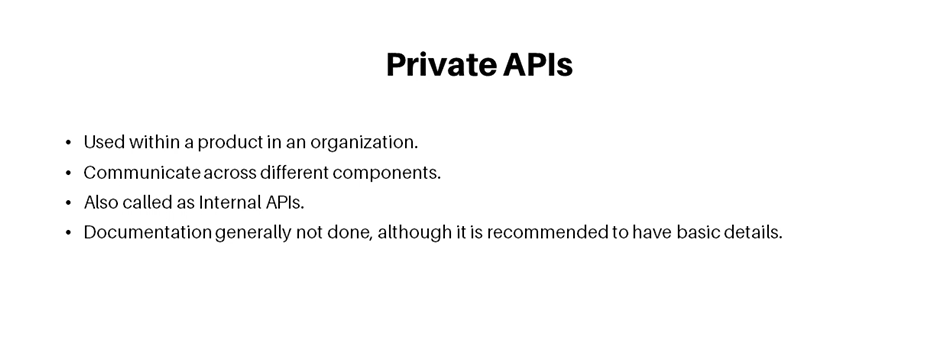 Private APIs
• Used within a product in an organization.
• Communicate across different components.
• Also called as Internal APIs.
• Documentation generally not done, although it is recommended to have basic details.